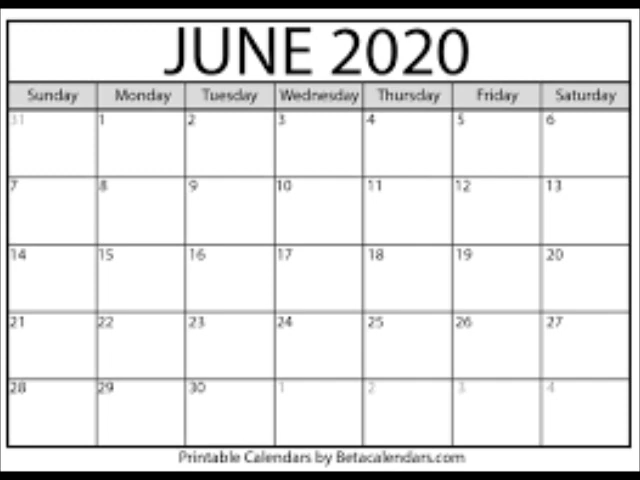 JUNE 2020
Sunday Monday Tuesday Wednesday Thursday Friday Saturday
31 1 2 3 4 5 6
7 8 9 10 11 12 13
14 15 16 17 18 19 20
21 22 23 24 25 26 27
28 29 30 1 2 3 4
Printable Calendars by Betacalendars.com